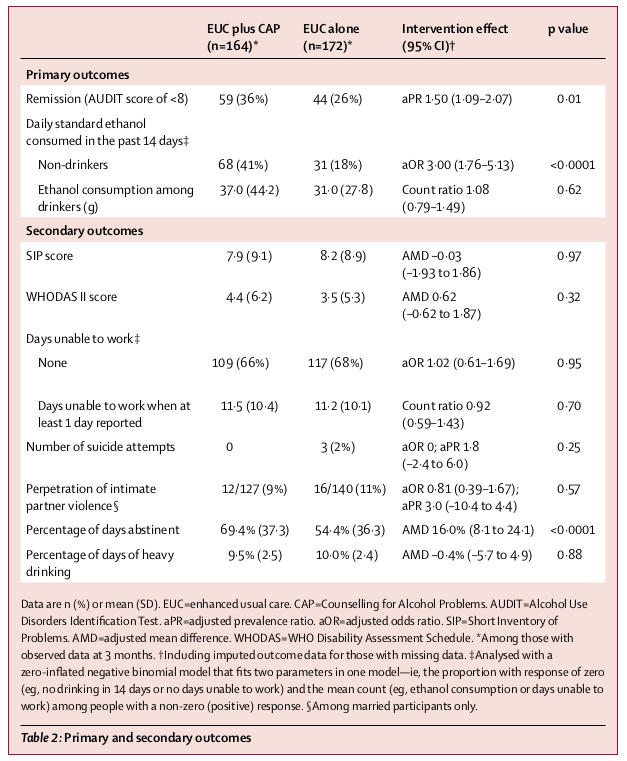 EUC plus CAP (n=164)* EUC alone (n=172)* Intervention effect (95% CI)† p value
Primary outcomes
Remission (AUDIT score of <8) 59 (36%) 44 (26%) aPR 1·50 (1·09–2·07) 0·01
Daily standard ethanol
consumed in the past 14 days‡
Non-drinkers 68 (41%) 31 (18%) aOR 3·00 (1·76–5·13) <0·0001
Ethanol consumption among 37·0 (44·2) 31·0 (27·8) Count ratio 1·08 0·62
drinkers (g) (0·79–1·49)
Secondary outcomes
SIP score 7·9 (9·1) 8·2 (8·9) AMD –0·03 0·97
(–1·93 to 1·86)
WHODAS II score 4·4 (6·2) 3·5 (5·3) AMD 0·62 0·32
(–0·62 to 1·87)
Days unable to work‡
None 109 (66%) 117 (68%) aOR 1·02 (0·61–1·69) 0·95
Days unable to work when at 11·5 (10·4) 11·2 (10·1) Count ratio 0·92 0·70
least 1 day reported (0·59–1·43)
Number of suicide attempts 0 3 (2%) aOR 0; aPR 1·8 0·25
(–2·4 to 6·0)
Perpetration of intimate 12/127 (9%) 16/140 (11%) aOR 0·81 (0·39–1·67); 0·57
partner violence§ aPR 3·0 (–10·4 to 4·4)
Percentage of days abstinent 69·4% (37·3) 54·4% (36·3) AMD 16·0% (8·1 to 24·1) <0·0001
Percentage of days of heavy 9·5% (2·5) 10·0% (2·4) AMD –0·4% (–5·7 to 4·9) 0·88
drinking
Data are n (%) or mean (SD). EUC=enhanced usual care. CAP=Counselling for Alcohol Problems. AUDIT=Alcohol Use
Disorders Identification Test. aPR=adjusted prevalence ratio. aOR=adjusted odds ratio. SIP=Short Inventory of
Problems. AMD=adjusted mean difference. WHODAS=WHO Disability Assessment Schedule. *Among those with
observed data at 3 months. †Including imputed outcome data for those with missing data. ‡Analysed with a
zero-inflated negative binomial model that fits two parameters in one model—ie, the proportion with response of zero
(eg, no drinking in 14 days or no days unable to work) and the mean count (eg, ethanol consumption or days unable to
work) among people with a non-zero (positive) response. §Among married participants only.
Table 2: Primary and secondary outcomes